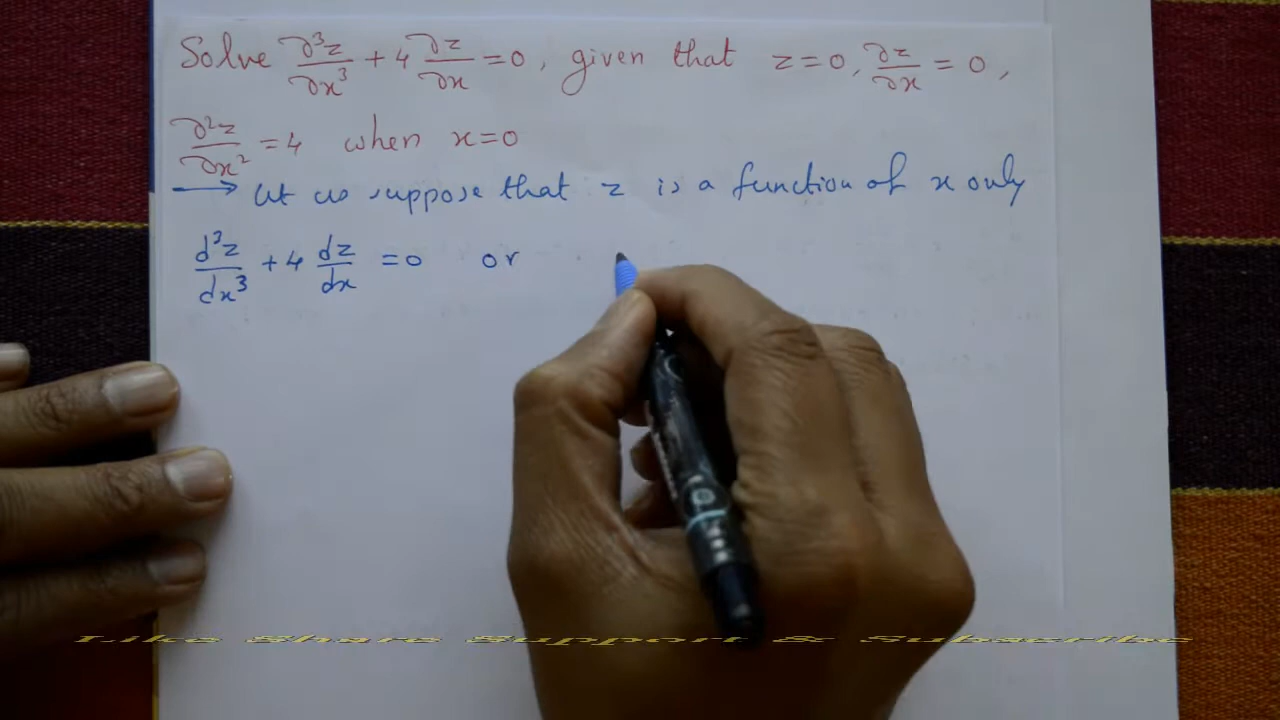 Solve ∂³z/∂x³ + 4 ∂z/∂x = 0, given that z = 0, ∂z/∂x = 0,
∂²z/∂x² = 4 when x = 0
→ let us suppose that z is a function of x only
d³z/dx³ + 4 dz/dx = 0 or
Like Share Support & Subscribe